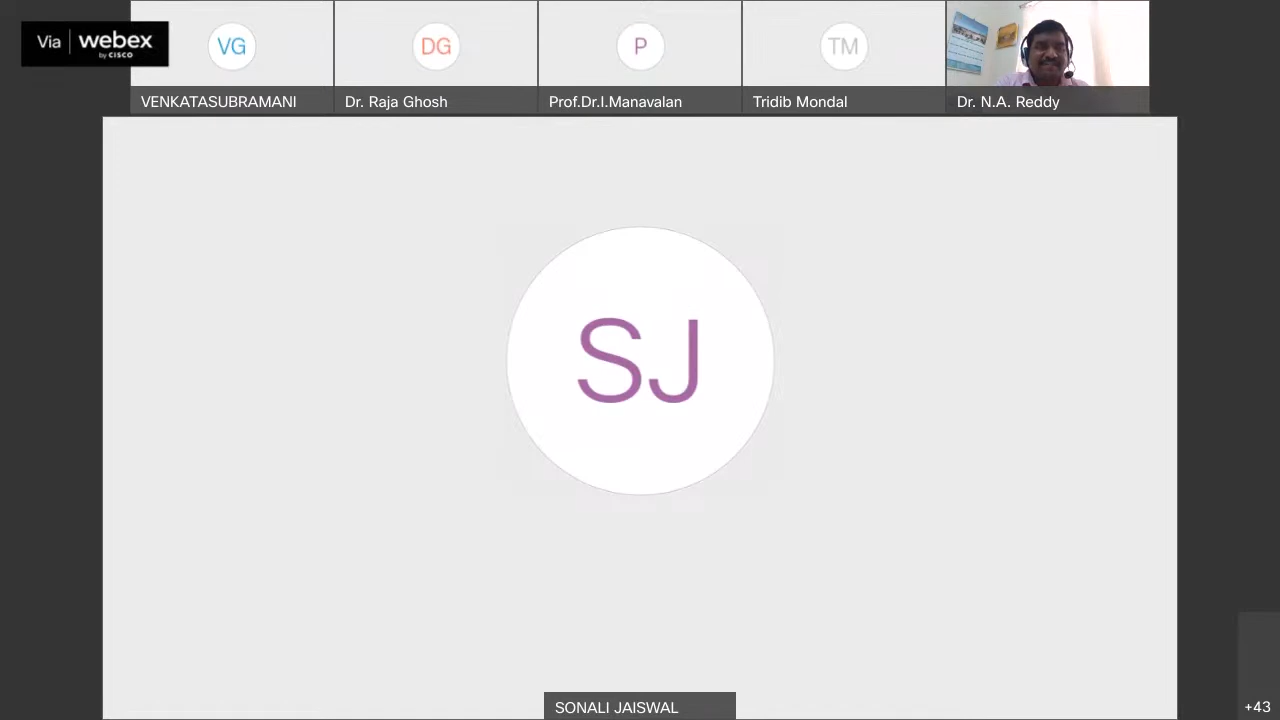 Via | webex
by CISCO
VG
DG
P
TM
VENKATASUBRAMANI
Dr. Raja Ghosh
Prof.Dr.I.Manavalan
Tridib Mondal
Dr. N.A. Reddy
SJ
SONALI JAISWAL
+43